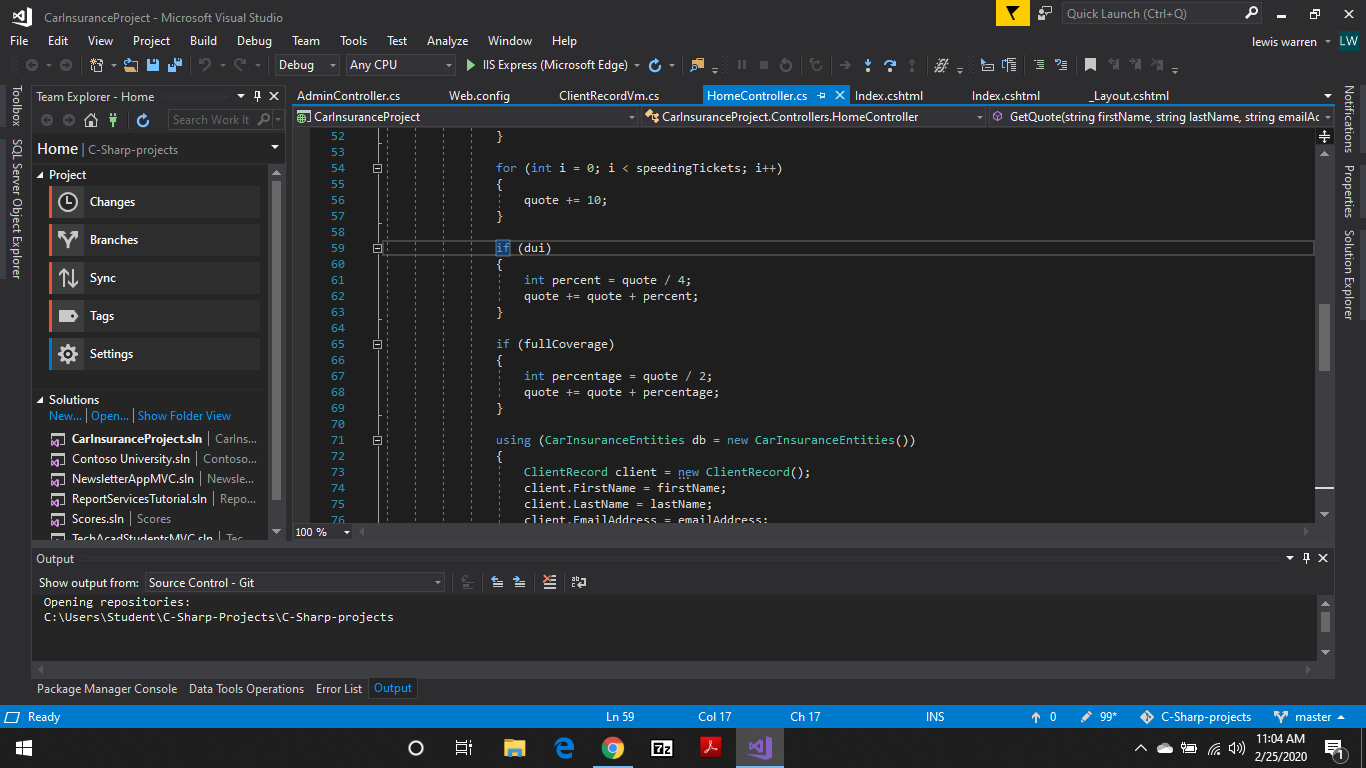 CarInsuranceProject - Microsoft Visual Studio
Quick Launch (Ctrl+Q)
File Edit View Project Build Debug Team Tools Test Analyze Window Help
lewis warren LW
Debug Any CPU IIS Express (Microsoft Edge)
Toolbox
SQL Server Object Explorer
Team Explorer - Home
Search Work It
Home | C-Sharp-projects
Project
Changes
Branches
Sync
Tags
Settings
Solutions
New... | Open... | Show Folder View
CarInsuranceProject.sln | CarIns...
Contoso University.sln | Contoso...
NewsletterAppMVC.sln | Newsle...
ReportServicesTutorial.sln | Repo...
Scores.sln | Scores
TechAcadStudentsMVC.sln | Tec...
AdminController.cs Web.config ClientRecordVm.cs HomeController.cs Index.cshtml Index.cshtml _Layout.cshtml
CarInsuranceProject CarInsuranceProject.Controllers.HomeController GetQuote(string firstName, string lastName, string emailAc
52 }
53
54 for (int i = 0; i < speedingTickets; i++)
55 {
56 quote += 10;
57 }
58
59 if (dui)
60 {
61 int percent = quote / 4;
62 quote += quote + percent;
63 }
64
65 if (fullCoverage)
66 {
67 int percentage = quote / 2;
68 quote += quote + percentage;
69 }
70
71 using (CarInsuranceEntities db = new CarInsuranceEntities())
72 {
73 ClientRecord client = new ClientRecord();
74 client.FirstName = firstName;
75 client.LastName = lastName;
76 client.EmailAddress = emailAddress;
100 %
Notifications
Properties
Solution Explorer
Output
Show output from: Source Control - Git
Opening repositories:
C:\Users\Student\C-Sharp-Projects\C-Sharp-projects
Package Manager Console Data Tools Operations Error List Output
Ready Ln 59 Col 17 Ch 17 INS 0 99* C-Sharp-projects master
7z
11:04 AM
2/25/2020
1